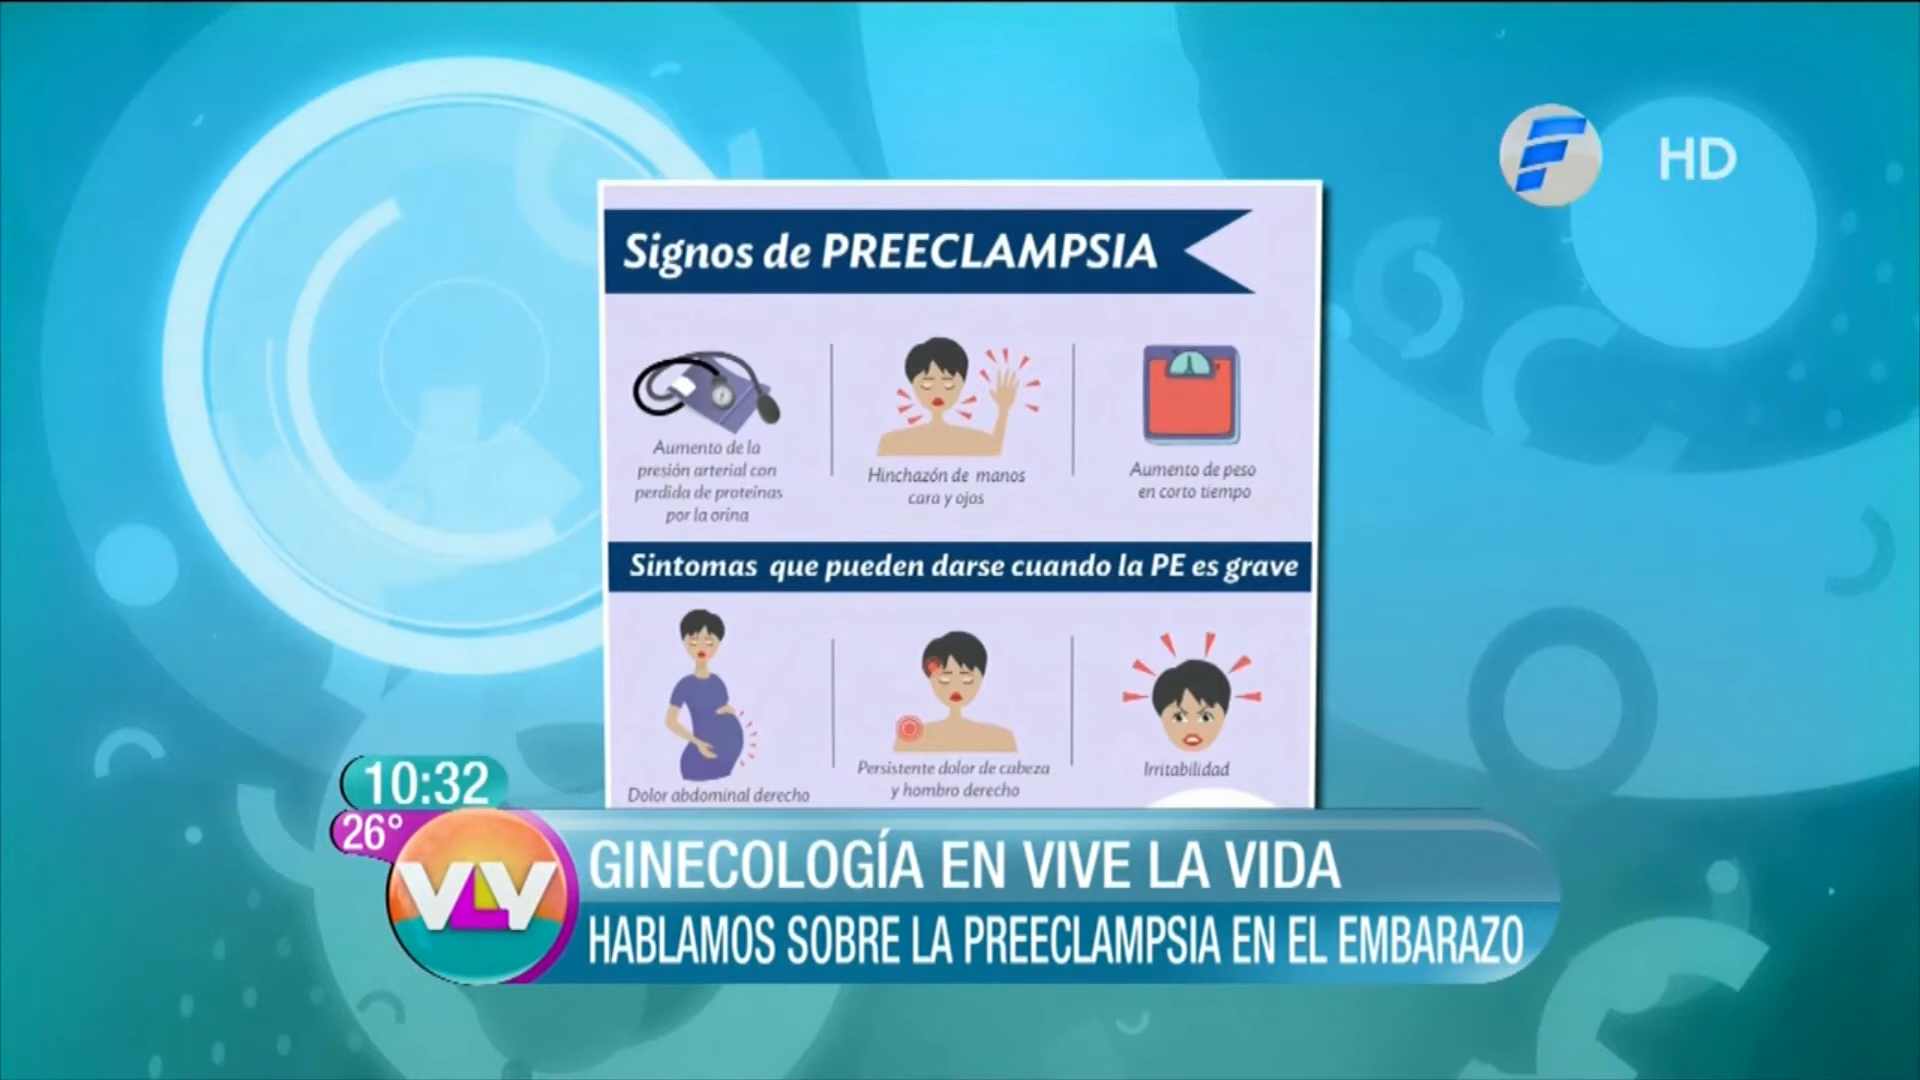 HD
Signos de PREECLAMPSIA
Aumento de la
presión arterial con
perdida de proteínas
por la orina
Hinchazón de manos
cara y ojos
Aumento de peso
en corto tiempo
Sintomas que pueden darse cuando la PE es grave
Dolor abdominal derecho
Persistente dolor de cabeza
y hombro derecho
Irritabilidad
10:32
26°
VLV
GINECOLOGÍA EN VIVE LA VIDA
HABLAMOS SOBRE LA PREECLAMPSIA EN EL EMBARAZO